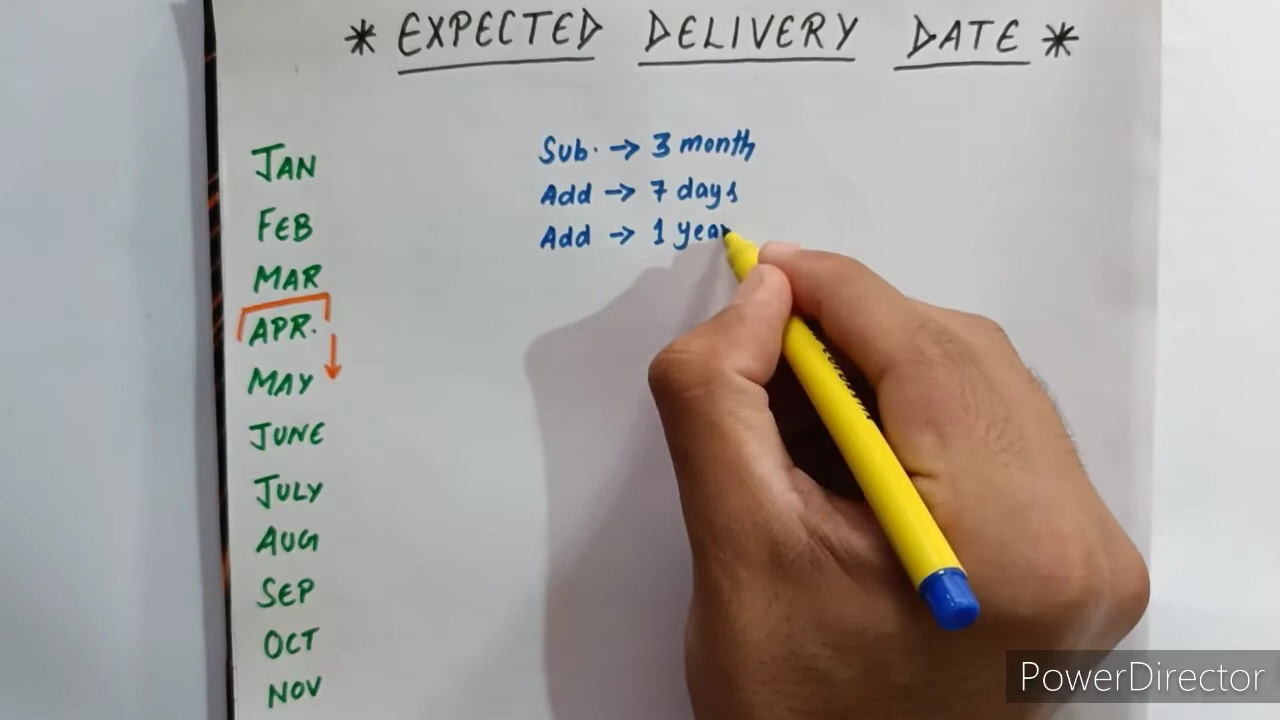 * EXPECTED DELIVERY DATE *
Sub. → 3 month
Add → 7 days
Add → 1 year
JAN
FEB
MAR
APR.
MAY
JUNE
JULY
AUG
SEP
OCT
NOV
PowerDirector